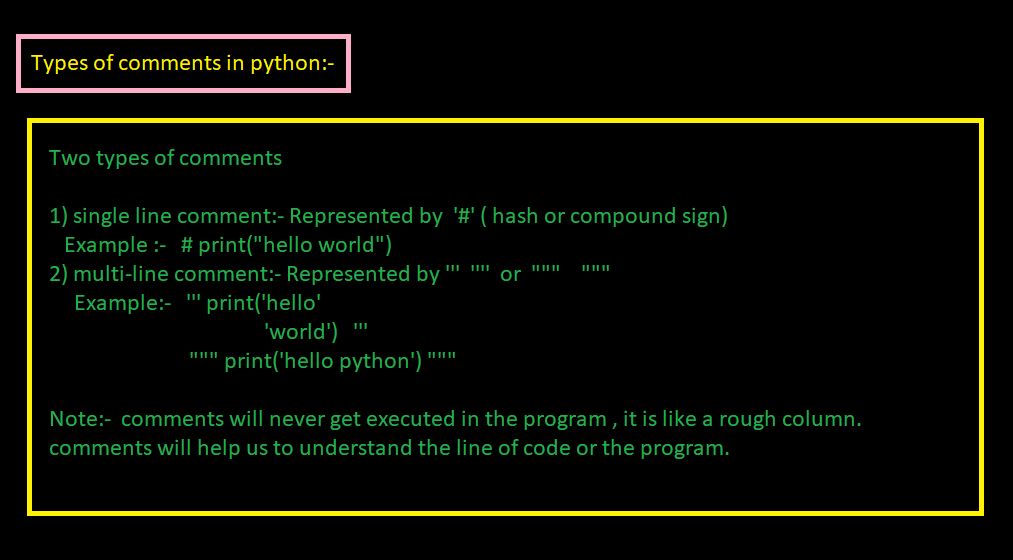 Types of comments in python:-
Two types of comments
1) single line comment:- Represented by '#' ( hash or compound sign)
Example :- # print("hello world")
2) multi-line comment:- Represented by ''' '''' or """ """
Example:- ''' print('hello'
'world') '''
""" print('hello python') """
Note:- comments will never get executed in the program , it is like a rough column.
comments will help us to understand the line of code or the program.